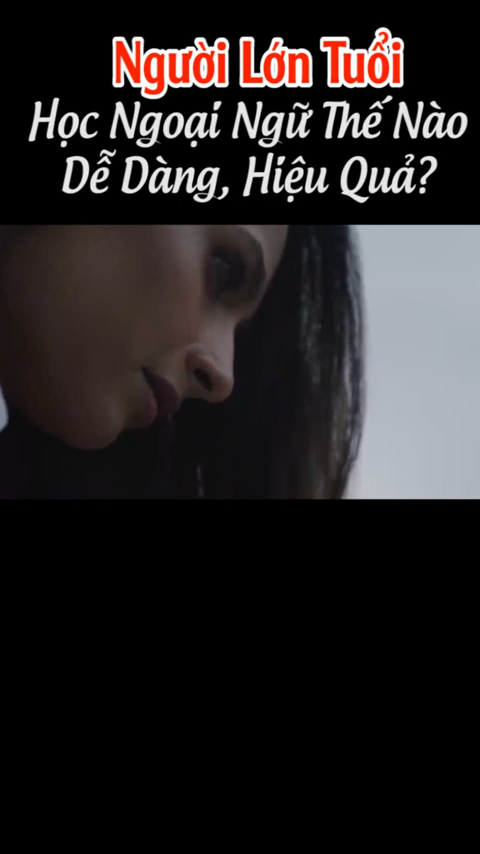 Người Lớn Tuổi
Học Ngoại Ngữ Thế Nào
Dễ Dàng, Hiệu Quả?